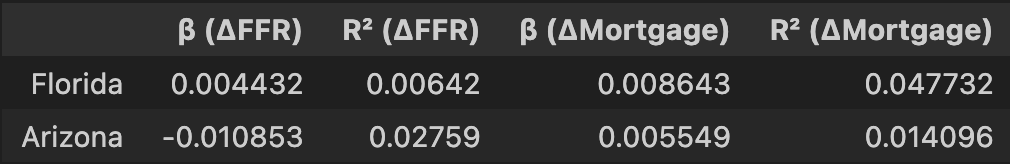 β (ΔFFR) R² (ΔFFR) β (ΔMortgage) R² (ΔMortgage)
Florida 0.004432 0.00642 0.008643 0.047732
Arizona -0.010853 0.02759 0.005549 0.014096